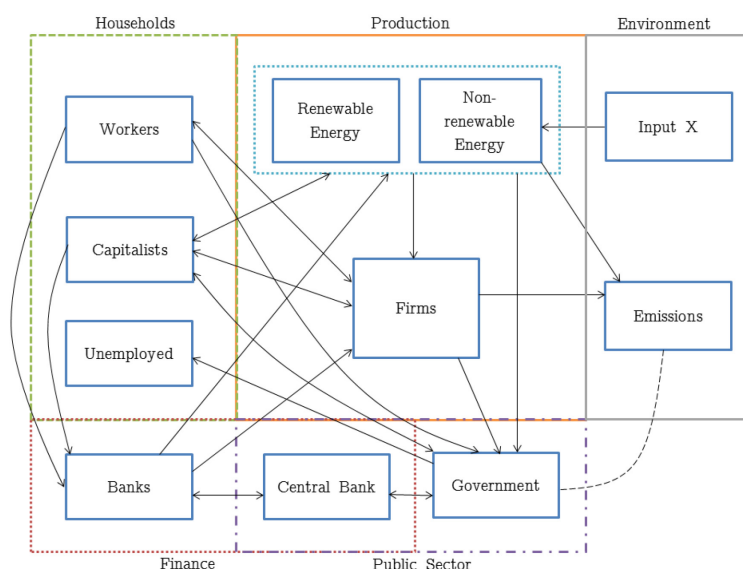 Households
Production
Environment
Renewable
Energy
Non-
renewable
Energy
Workers
Input X
Capitalists
Firms
Emissions
Unemployed
Banks
Central Bank
Government
Finance
Public Sector